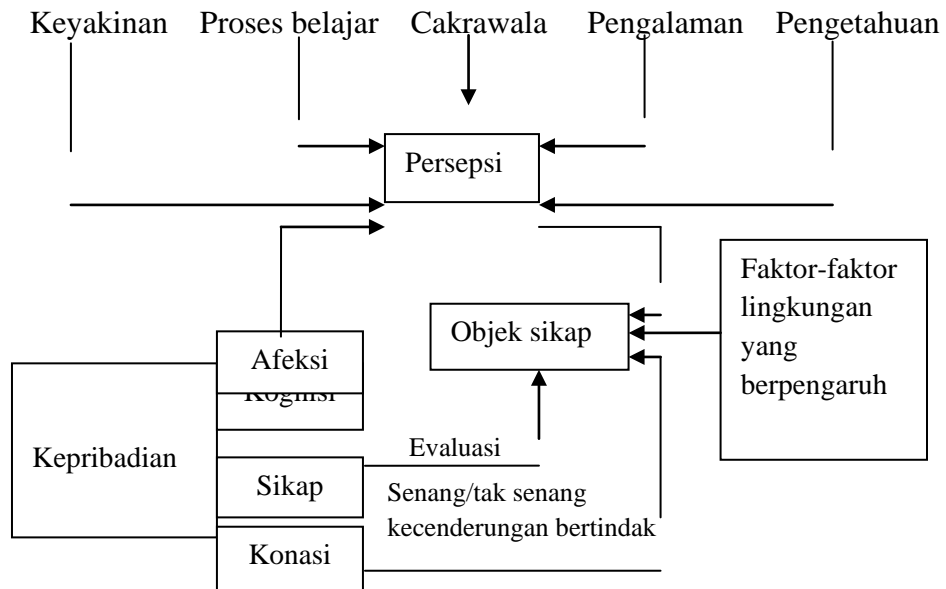 Keyakinan Proses belajar Cakrawala Pengalaman Pengetahuan
Persepsi
Faktor-faktor
lingkungan
yang
berpengaruh
Objek sikap
Afeksi
Kognisi
Kepribadian
Evaluasi
Sikap
Senang/tak senang
kecenderungan bertindak
Konasi